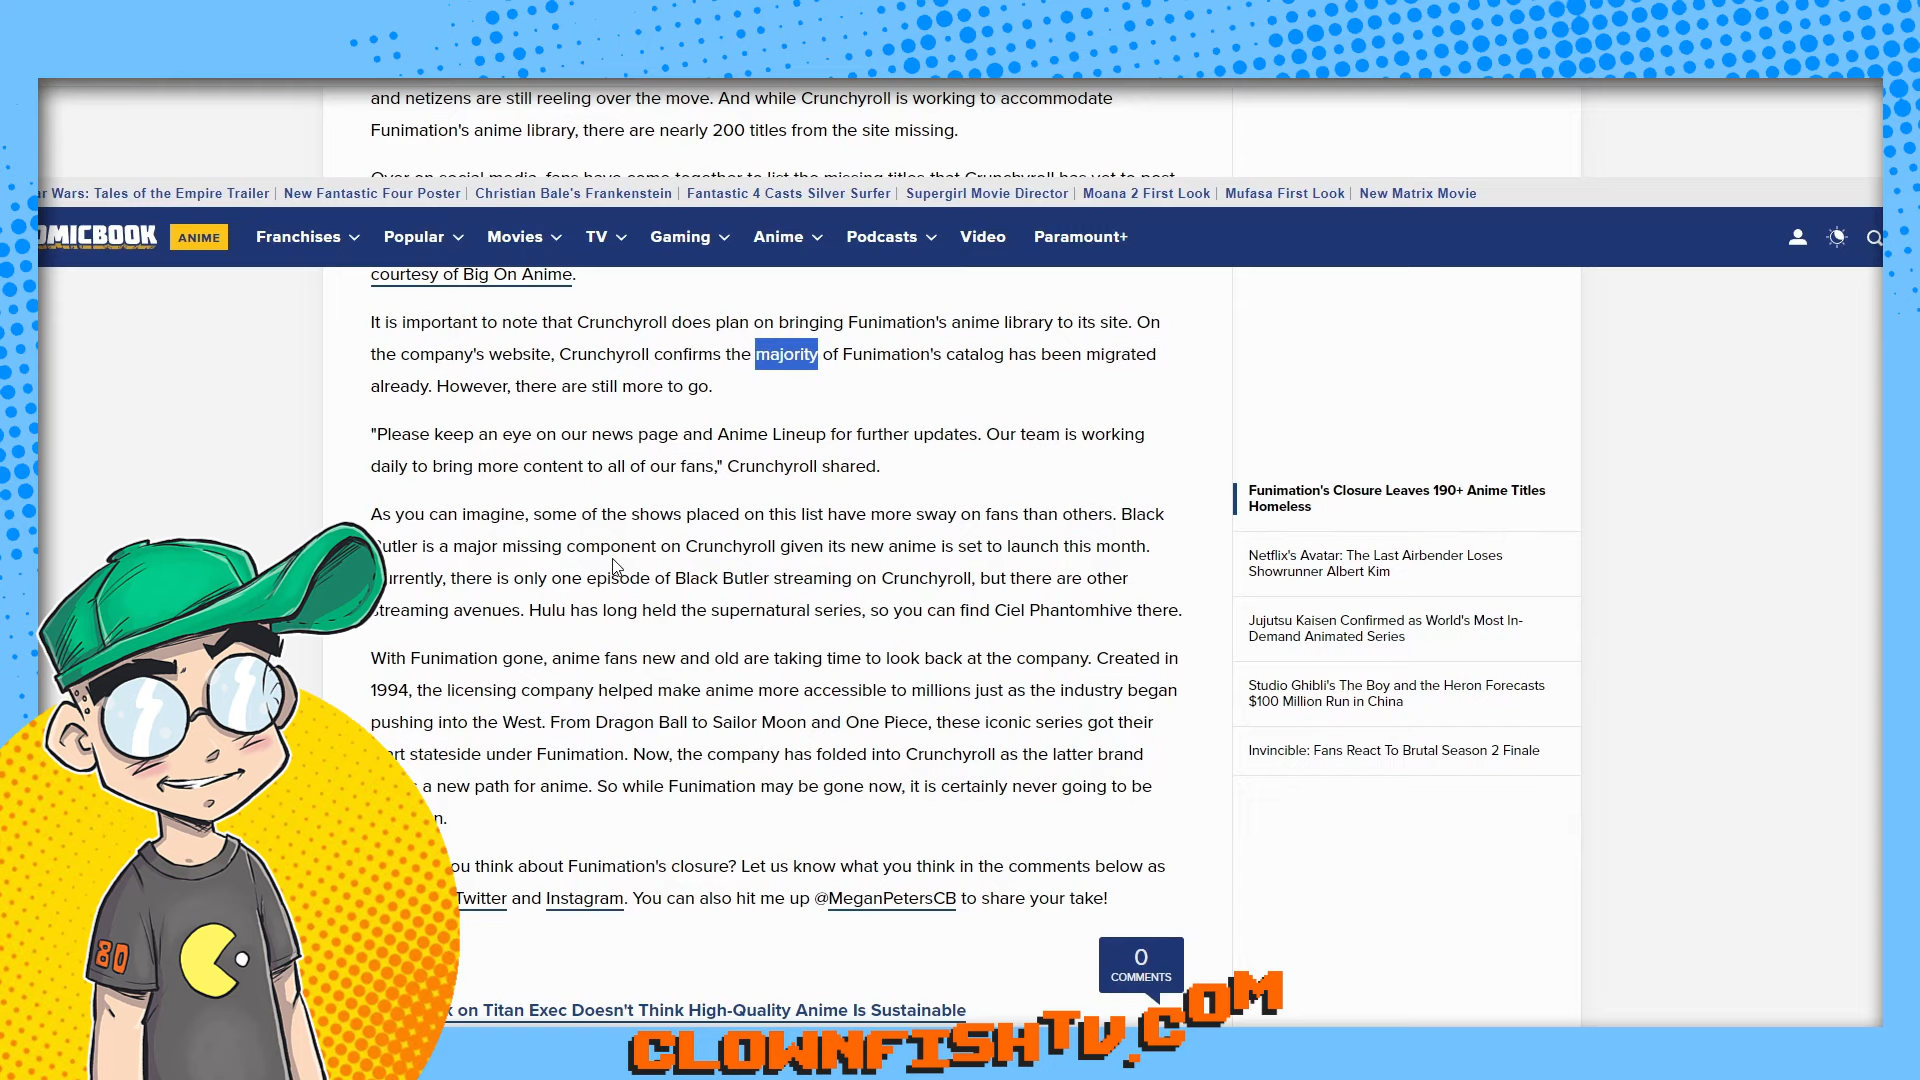 and netizens are still reeling over the move. And while Crunchyroll is working to accommodate
Funimation's anime library, there are nearly 200 titles from the site missing.
Over on social media, fans have come together to list the missing titles that Crunchyroll has yet to post
ar Wars: Tales of the Empire Trailer | New Fantastic Four Poster | Christian Bale's Frankenstein | Fantastic 4 Casts Silver Surfer | Supergirl Movie Director | Moana 2 First Look | Mufasa First Look | New Matrix Movie
OMICBOOK ANIME Franchises Popular Movies TV Gaming Anime Podcasts Video Paramount+
courtesy of Big On Anime.
It is important to note that Crunchyroll does plan on bringing Funimation's anime library to its site. On
the company's website, Crunchyroll confirms the majority of Funimation's catalog has been migrated
already. However, there are still more to go.
"Please keep an eye on our news page and Anime Lineup for further updates. Our team is working
daily to bring more content to all of our fans," Crunchyroll shared.
As you can imagine, some of the shows placed on this list have more sway on fans than others. Black
utler is a major missing component on Crunchyroll given its new anime is set to launch this month.
urrently, there is only one episode of Black Butler streaming on Crunchyroll, but there are other
streaming avenues. Hulu has long held the supernatural series, so you can find Ciel Phantomhive there.
With Funimation gone, anime fans new and old are taking time to look back at the company. Created in
1994, the licensing company helped make anime more accessible to millions just as the industry began
pushing into the West. From Dragon Ball to Sailor Moon and One Piece, these iconic series got their
rt stateside under Funimation. Now, the company has folded into Crunchyroll as the latter brand
a new path for anime. So while Funimation may be gone now, it is certainly never going to be
n.
ou think about Funimation's closure? Let us know what you think in the comments below as
Twitter and Instagram. You can also hit me up @MeganPetersCB to share your take!
0
COMMENTS
k on Titan Exec Doesn't Think High-Quality Anime Is Sustainable
Funimation's Closure Leaves 190+ Anime Titles
Homeless
Netflix's Avatar: The Last Airbender Loses
Showrunner Albert Kim
Jujutsu Kaisen Confirmed as World's Most In-
Demand Animated Series
Studio Ghibli's The Boy and the Heron Forecasts
$100 Million Run in China
Invincible: Fans React To Brutal Season 2 Finale
80
CLOWNFISHTV.COM